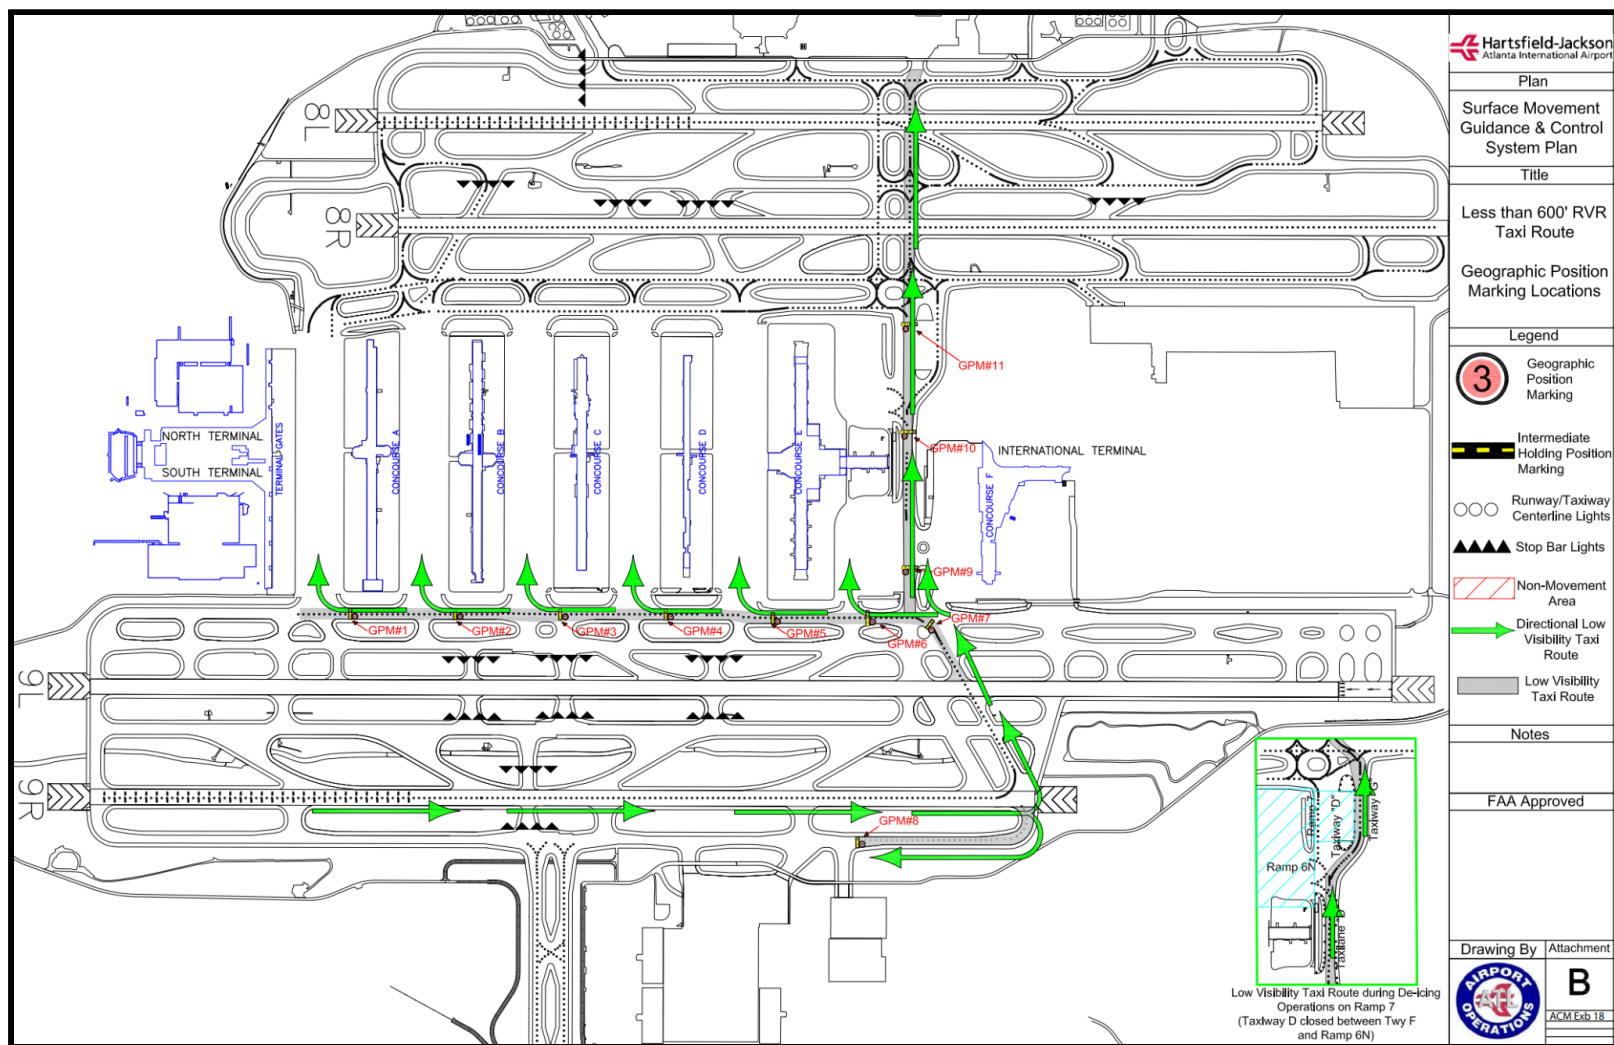 Hartsfield-Jackson
Atlanta International Airport
Plan
Surface Movement
Guidance & Control
System Plan
Title
Less than 600' RVR
Taxi Route
Geographic Position
Marking Locations
Legend
3
Geographic
Position
Marking
Intermediate
Holding Position
Marking
Runway/Taxiway
Centerline Lights
Stop Bar Lights
Non-Movement
Area
Directional Low
Visibility Taxi
Route
Low Visibility
Taxi Route
Notes
FAA Approved
Drawing By
Attachment
AIRPORT
ATL
OPERATIONS
B
ACM Exb 18
8L
8R
GPM#11
NORTH TERMINAL
SOUTH TERMINAL
TERMINAL GATES
CONCOURSE A
CONCOURSE B
CONCOURSE C
CONCOURSE D
CONCOURSE E
GPM#10
INTERNATIONAL TERMINAL
CONCOURSE F
GPM#9
GPM#1
GPM#2
GPM#3
GPM#4
GPM#5
GPM#6
GPM#7
9L
9R
GPM#8
Ramp 7
Taxiway "D"
Taxiway "G"
Ramp 6N
Taxilane "D"
Low Visibility Taxi Route during De-icing
Operations on Ramp 7
(Taxiway D closed between Twy F
and Ramp 6N)